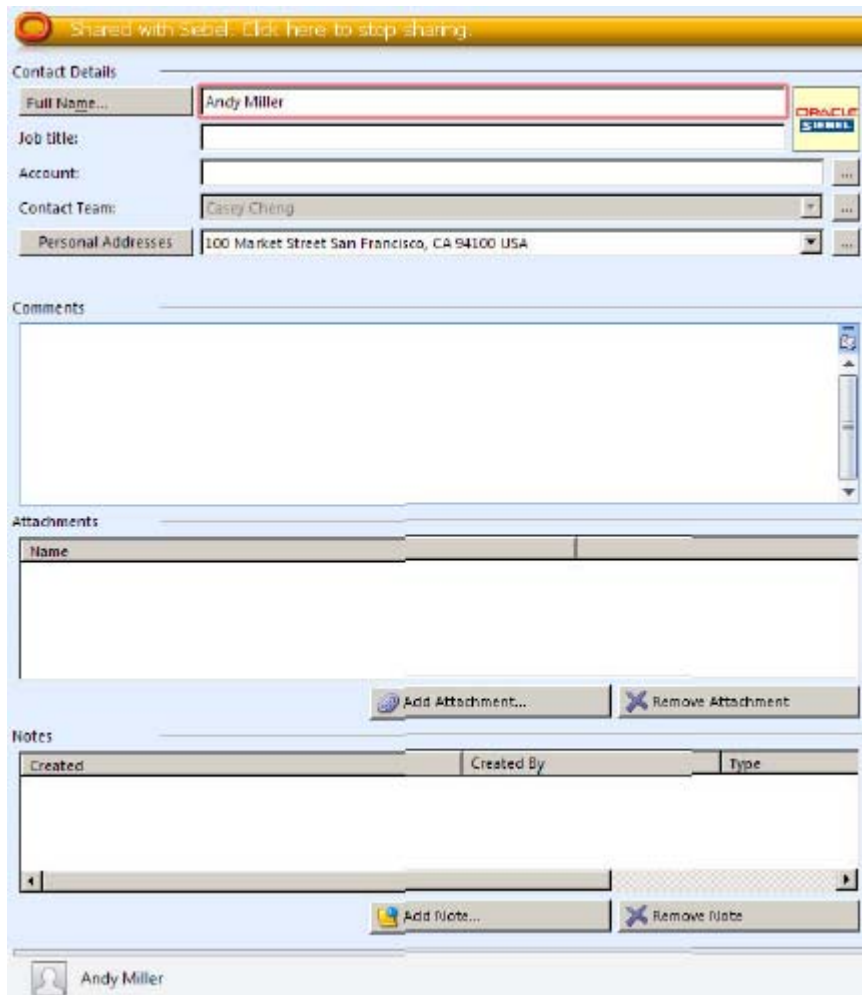 Shared with Siebel. Click here to stop sharing.
Contact Details
Full Name... Andy Miller
ORACLE
SIEBEL
Job title:
Account: ...
Contact Team: Casey Cheng ...
Personal Addresses 100 Market Street San Francisco, CA 94100 USA ...
Comments
Attachments
Name
Add Attachment... Remove Attachment
Notes
Created Created By Type
Add Note... Remove Note
Andy Miller